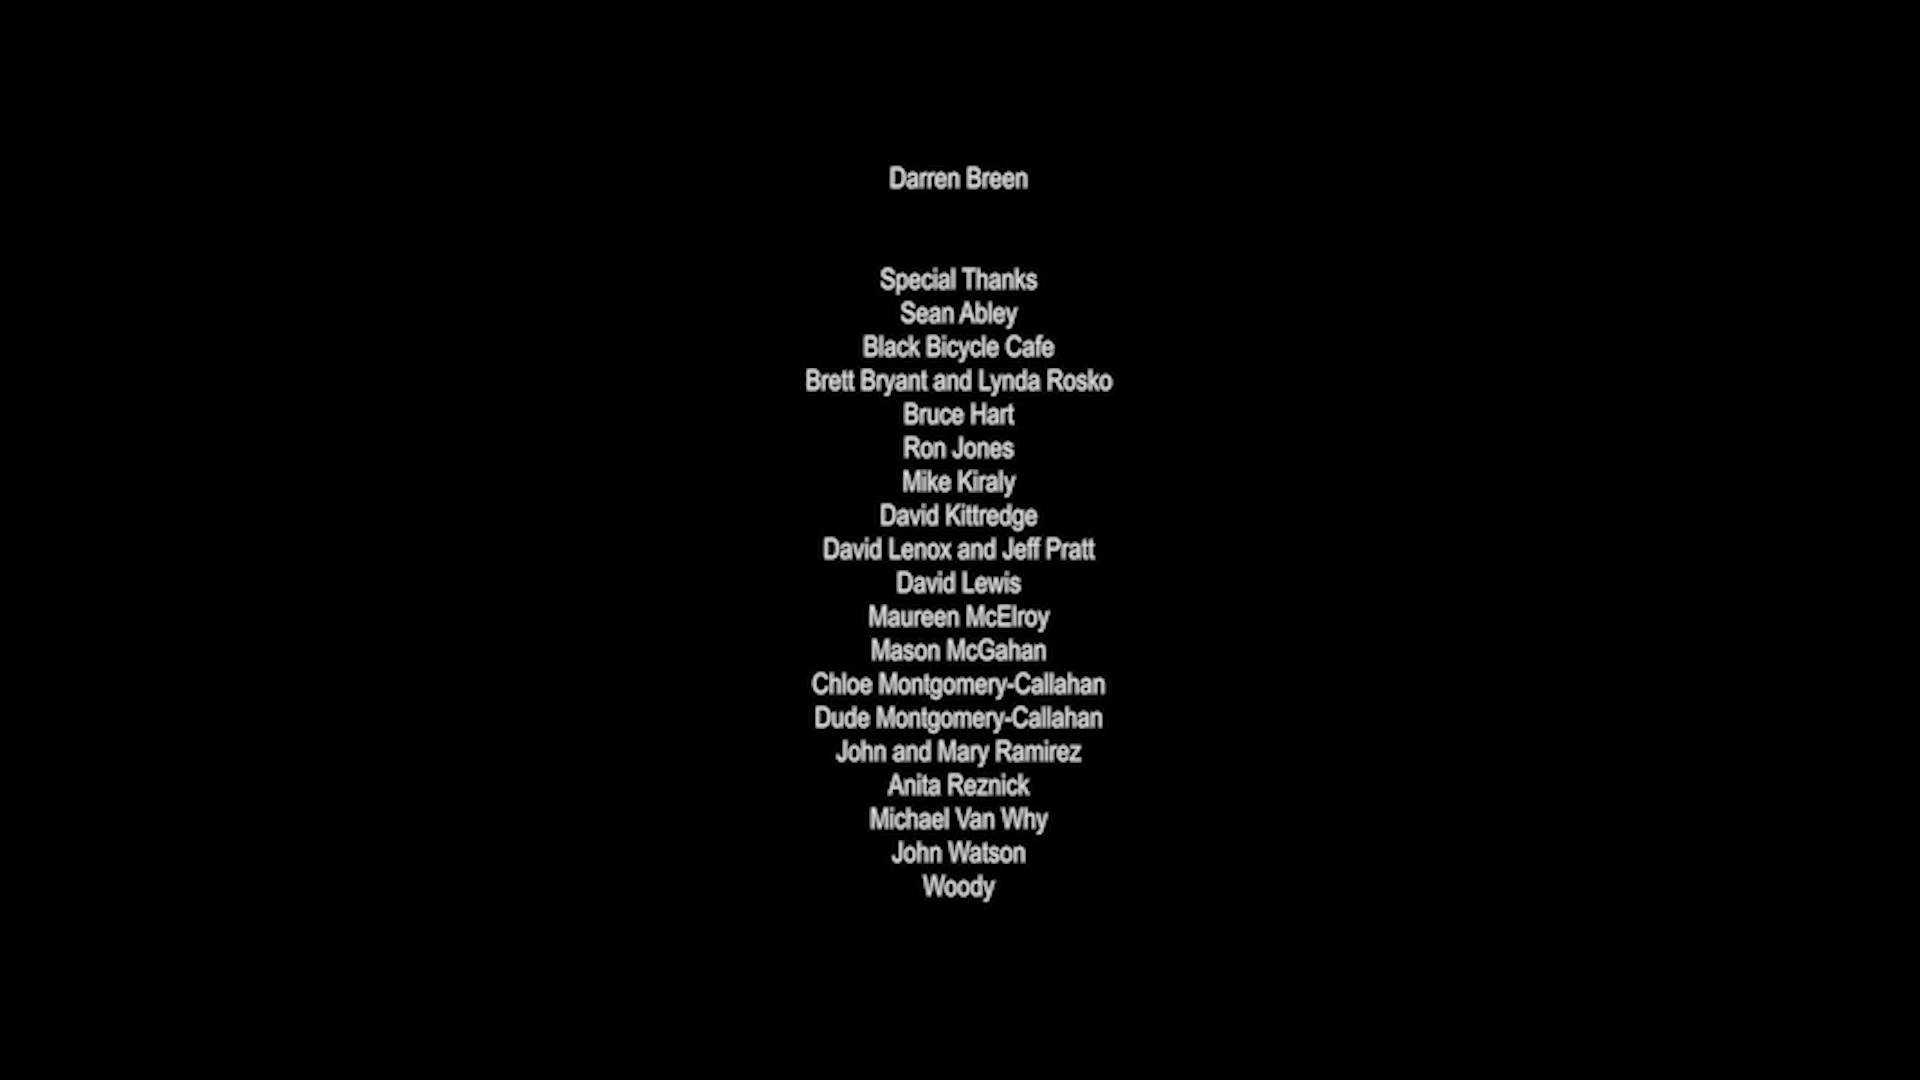 Darren Breen
Special Thanks
Sean Abley
Black Bicycle Cafe
Brett Bryant and Lynda Rosko
Bruce Hart
Ron Jones
Mike Kiraly
David Kittredge
David Lenox and Jeff Pratt
David Lewis
Maureen McElroy
Mason McGahan
Chloe Montgomery-Callahan
Dude Montgomery-Callahan
John and Mary Ramirez
Anita Reznick
Michael Van Why
John Watson
Woody